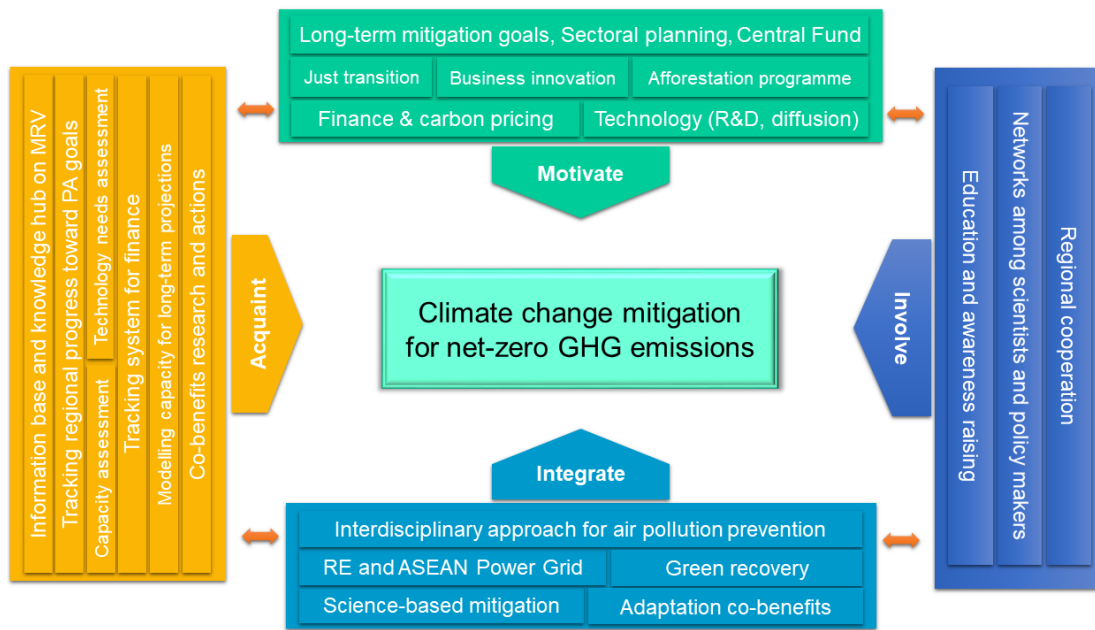 Long-term mitigation goals, Sectoral planning, Central Fund
Just transition
Business innovation
Afforestation programme
Finance & carbon pricing
Technology (R&D, diffusion)
Motivate
Information base and knowledge hub on MRV
Tracking regional progress toward PA goals
Capacity assessment
Technology needs assessment
Tracking system for finance
Modelling capacity for long-term projections
Co-benefits research and actions
Acquaint
Climate change mitigation
for net-zero GHG emissions
Involve
Education and awareness raising
Networks among scientists and policy makers
Regional cooperation
Integrate
Interdisciplinary approach for air pollution prevention
RE and ASEAN Power Grid
Green recovery
Science-based mitigation
Adaptation co-benefits